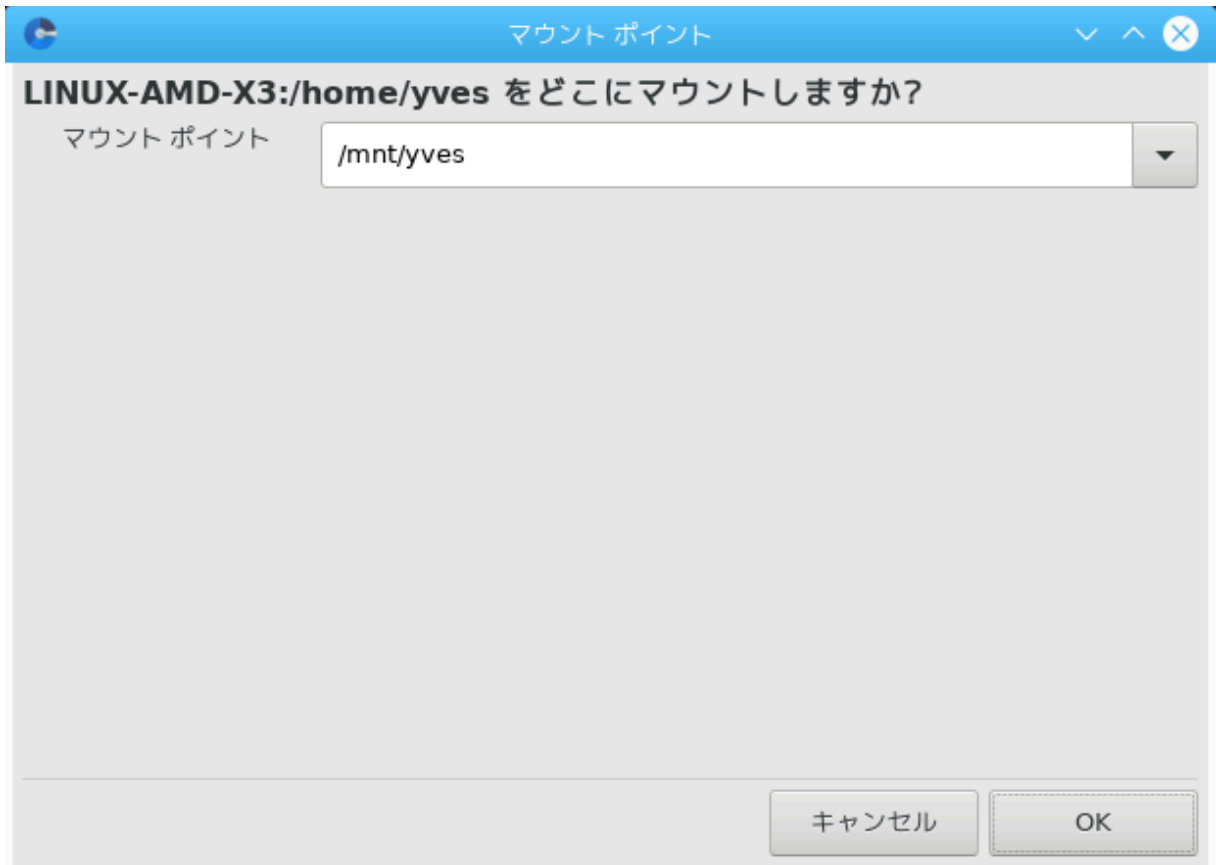 マウント ポイント
LINUX-AMD-X3:/home/yves をどこにマウントしますか?
マウント ポイント
/mnt/yves
キャンセル
OK